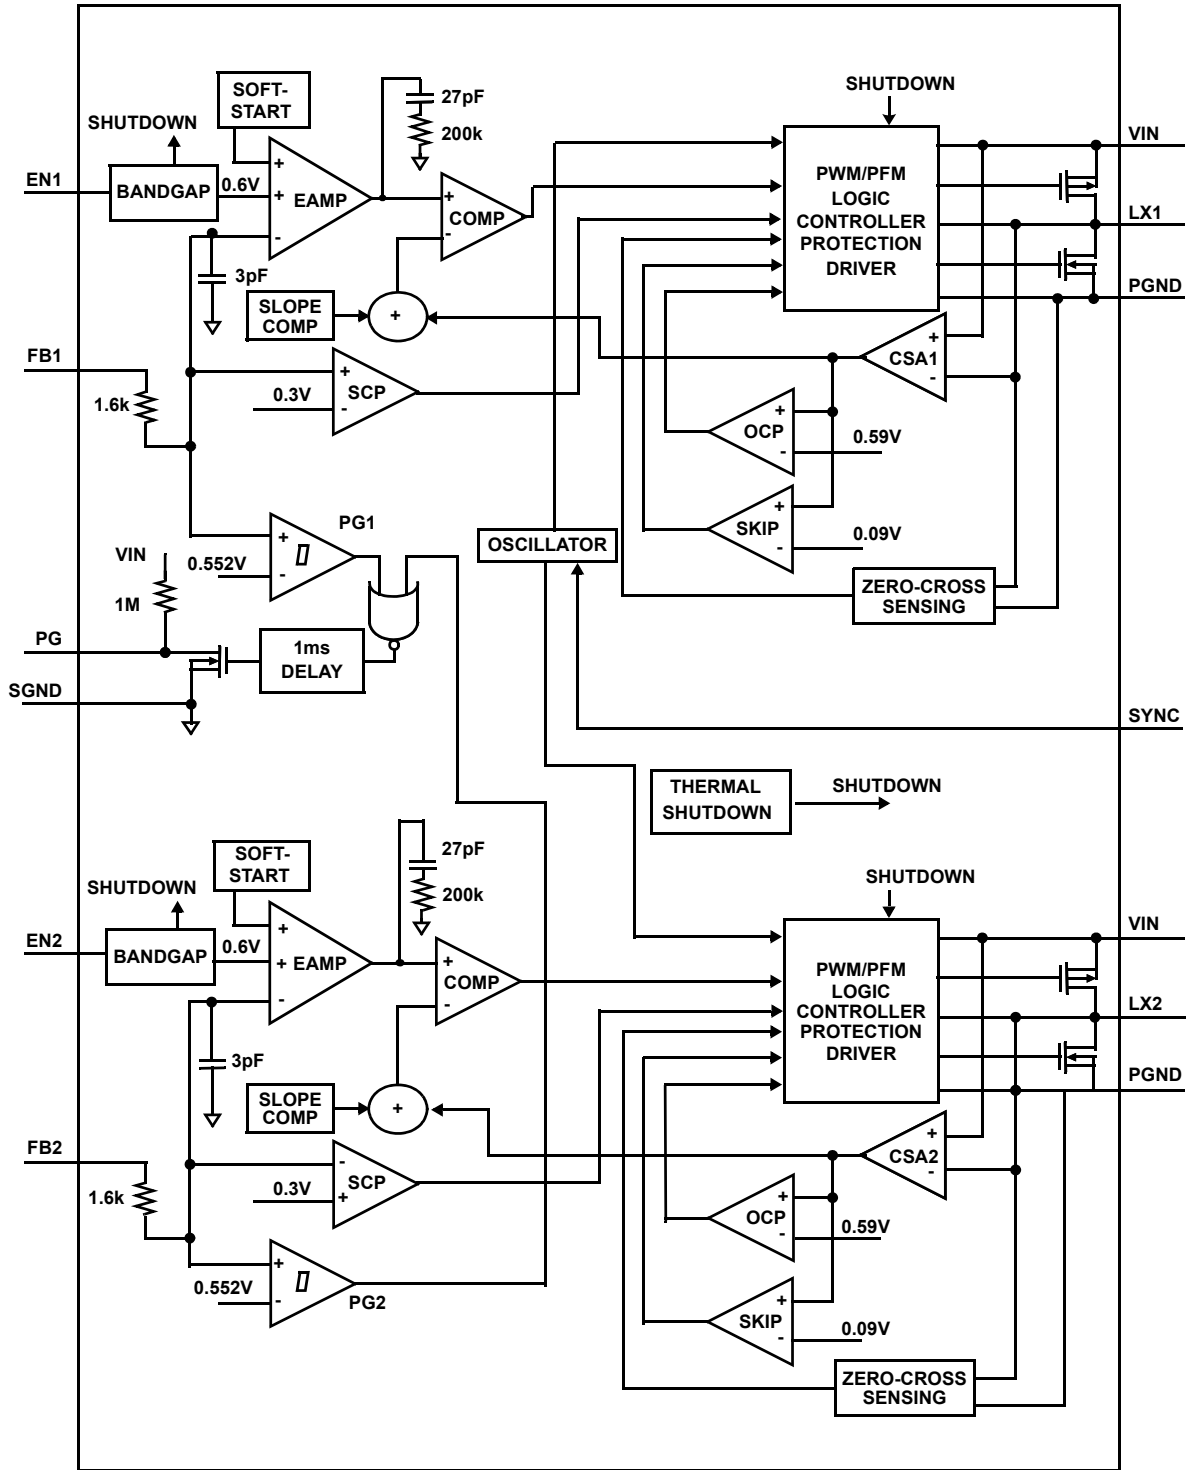 SHUTDOWN
SOFT-
START
27pF
200k
SHUTDOWN
VIN
EN1
BANDGAP
0.6V
+
+
-
EAMP
+
-
COMP
PWM/PFM
LOGIC
CONTROLLER
PROTECTION
DRIVER
LX1
3pF
PGND
SLOPE
COMP
+
+
-
CSA1
FB1
1.6k
+
-
SCP
0.3V
+
-
OCP
0.59V
+
-
SKIP
0.09V
PG1
OSCILLATOR
VIN
+
-
0.552V
1M
ZERO-CROSS
SENSING
PG
1ms
DELAY
SGND
SYNC
THERMAL
SHUTDOWN
SHUTDOWN
SOFT-
START
27pF
200k
SHUTDOWN
SHUTDOWN
VIN
EN2
BANDGAP
0.6V
+
+
-
EAMP
+
-
COMP
PWM/PFM
LOGIC
CONTROLLER
PROTECTION
DRIVER
LX2
3pF
PGND
SLOPE
COMP
+
+
-
CSA2
FB2
1.6k
-
+
SCP
0.3V
+
-
OCP
0.59V
+
-
0.552V
PG2
+
-
SKIP
0.09V
ZERO-CROSS
SENSING